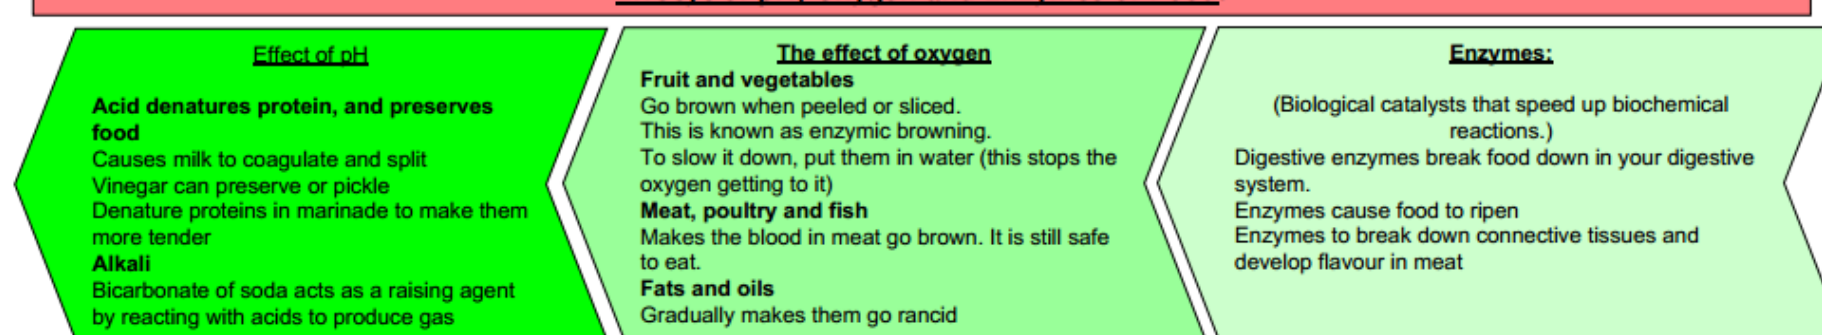 Effect of pH
Acid denatures protein, and preserves
food
Causes milk to coagulate and split
Vinegar can preserve or pickle
Denature proteins in marinade to make them
more tender
Alkali
Bicarbonate of soda acts as a raising agent
by reacting with acids to produce gas
The effect of oxygen
Fruit and vegetables
Go brown when peeled or sliced.
This is known as enzymic browning.
To slow it down, put them in water (this stops the
oxygen getting to it)
Meat, poultry and fish
Makes the blood in meat go brown. It is still safe
to eat.
Fats and oils
Gradually makes them go rancid
Enzymes:
(Biological catalysts that speed up biochemical
reactions.)
Digestive enzymes break food down in your digestive
system.
Enzymes cause food to ripen
Enzymes to break down connective tissues and
develop flavour in meat